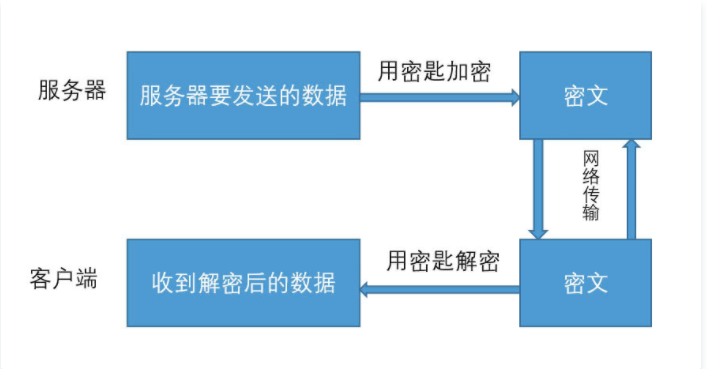 服务器
服务器要发送的数据
用密匙加密
密文
网络传输
客户端
收到解密后的数据
用密匙解密
密文